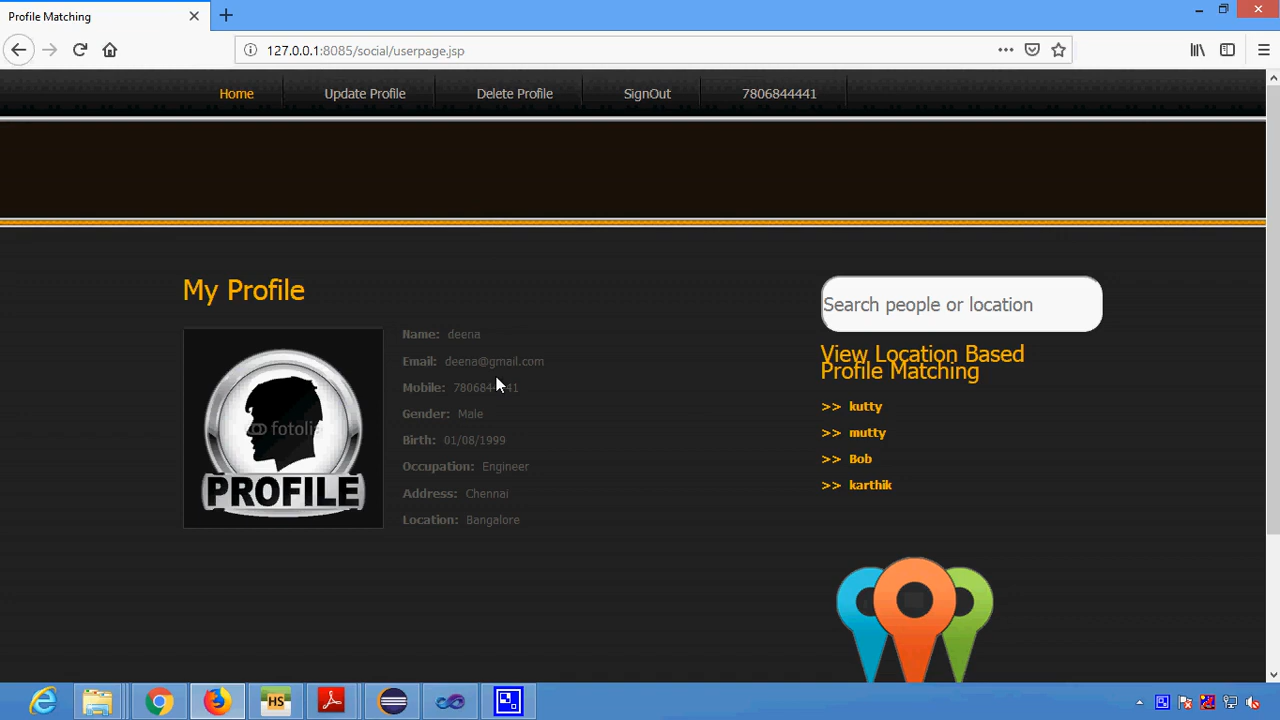 Profile Matching
127.0.0.1:8085/social/userpage.jsp
Home Update Profile Delete Profile SignOut 7806844441
My Profile
Search people or location
View Location Based
Profile Matching
>> kutty
>> mutty
>> Bob
>> karthik
fotolia
PROFILE
Name: deena
Email: deena@gmail.com
Mobile: 7806844441
Gender: Male
Birth: 01/08/1999
Occupation: Engineer
Address: Chennai
Location: Bangalore
HS